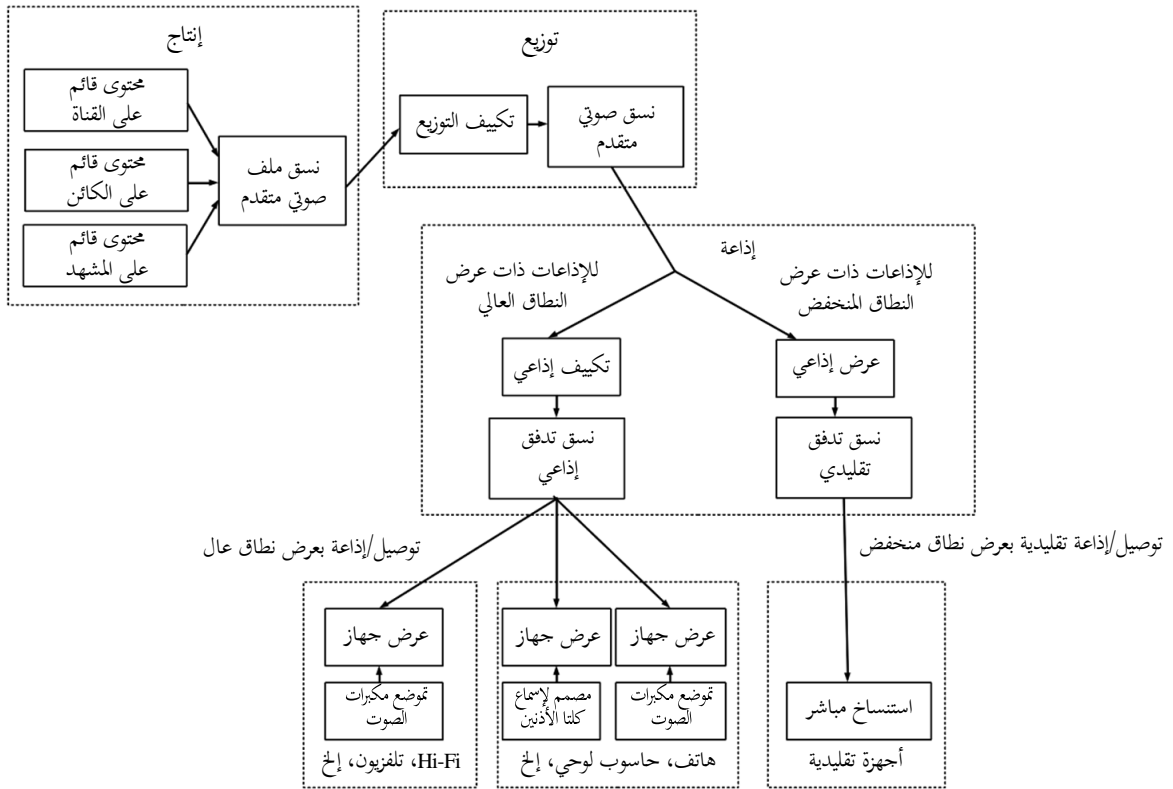 إنتاج
محتوى قائم
على القناة
محتوى قائم
على الكائن
محتوى قائم
على المشهد
نسق ملف
صوتي متقدم
توزيع
تكييف التوزيع
نسق صوتي
متقدم
إذاعة
للإذاعات ذات عرض
النطاق العالي
للإذاعات ذات عرض
النطاق المنخفض
تكييف إذاعي
عرض إذاعي
نسق تدفق
إذاعي
نسق تدفق
تقليدي
توصيل/إذاعة بعرض نطاق عال
توصيل/إذاعة تقليدية بعرض نطاق منخفض
عرض جهاز
تموضع مكبرات
الصوت
Hi-Fi، تلفزيون، إلخ
عرض جهاز
مصمم لإسماع
كلتا الأذنين
عرض جهاز
تموضع مكبرات
الصوت
هاتف، حاسوب لوحي، إلخ
استنساخ مباشر
أجهزة تقليدية